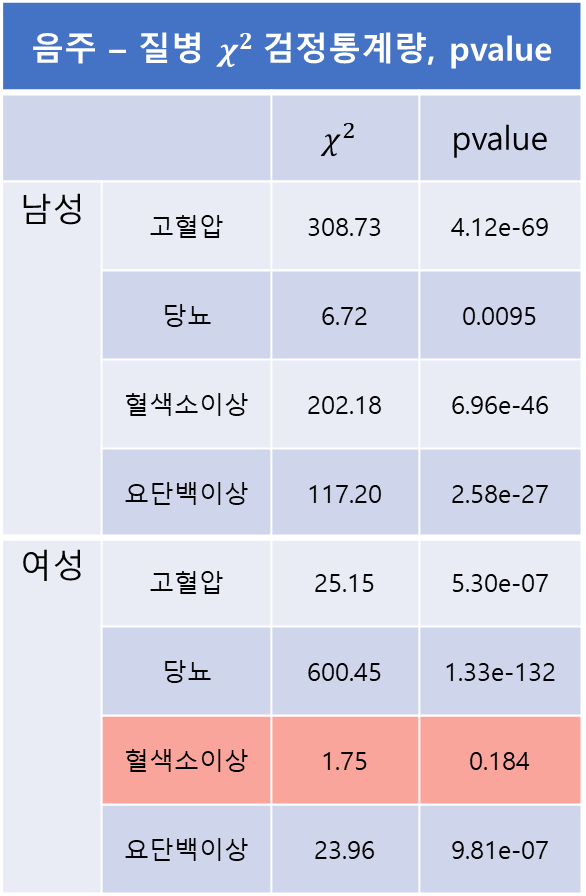 음주 – 질병 χ² 검정통계량, pvalue
χ² pvalue
남성 고혈압 308.73 4.12e-69
당뇨 6.72 0.0095
혈색소이상 202.18 6.96e-46
요단백이상 117.20 2.58e-27
여성 고혈압 25.15 5.30e-07
당뇨 600.45 1.33e-132
혈색소이상 1.75 0.184
요단백이상 23.96 9.81e-07